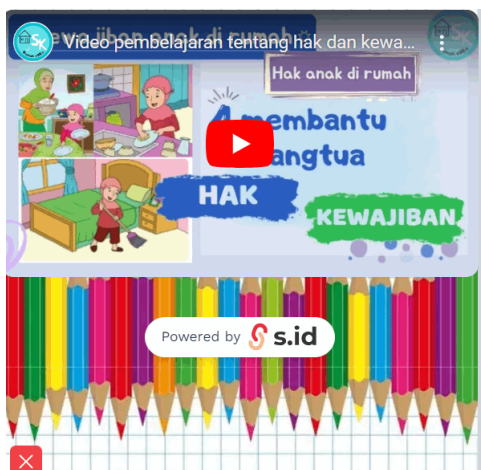 Video pembelajaran tentang hak dan kewa...
Hak anak di rumah
membantu
HAK
KEWAJIBAN
Powered by s.id